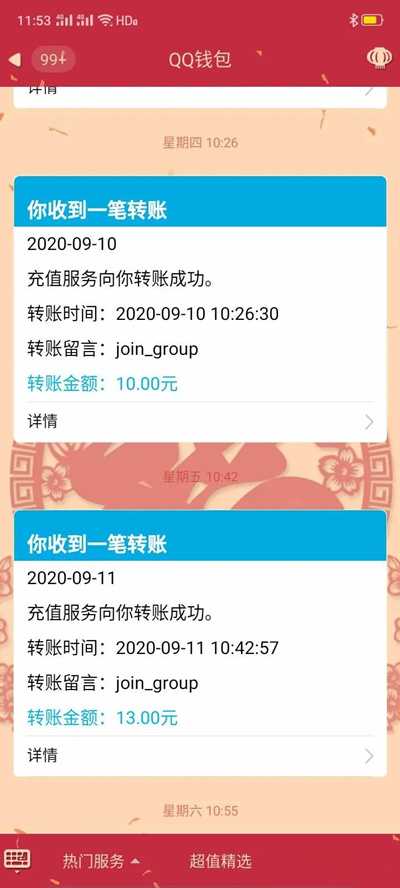 11:53
HD
99+
QQ钱包
详情
星期四 10:26
你收到一笔转账
2020-09-10
充值服务向你转账成功。
转账时间：2020-09-10 10:26:30
转账留言：join_group
转账金额：10.00元
详情
星期五 10:42
你收到一笔转账
2020-09-11
充值服务向你转账成功。
转账时间：2020-09-11 10:42:57
转账留言：join_group
转账金额：13.00元
详情
星期六 10:55
热门服务
超值精选